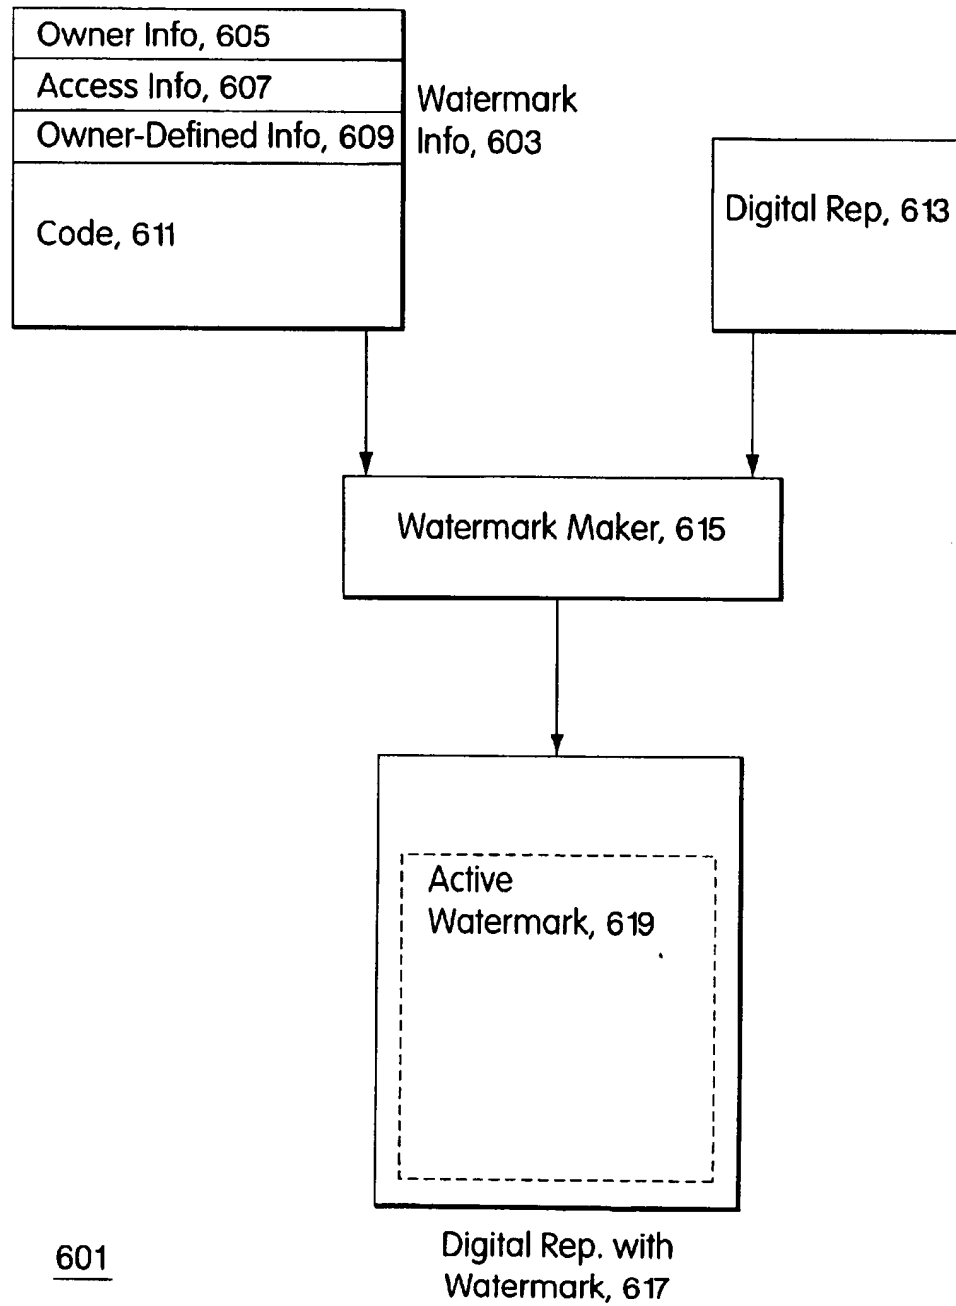 Owner Info, 605
Access Info, 607
Owner-Defined Info, 609
Code, 611
Watermark
Info, 603
Digital Rep, 613
Watermark Maker, 615
Active
Watermark, 619
Digital Rep. with
Watermark, 617
601